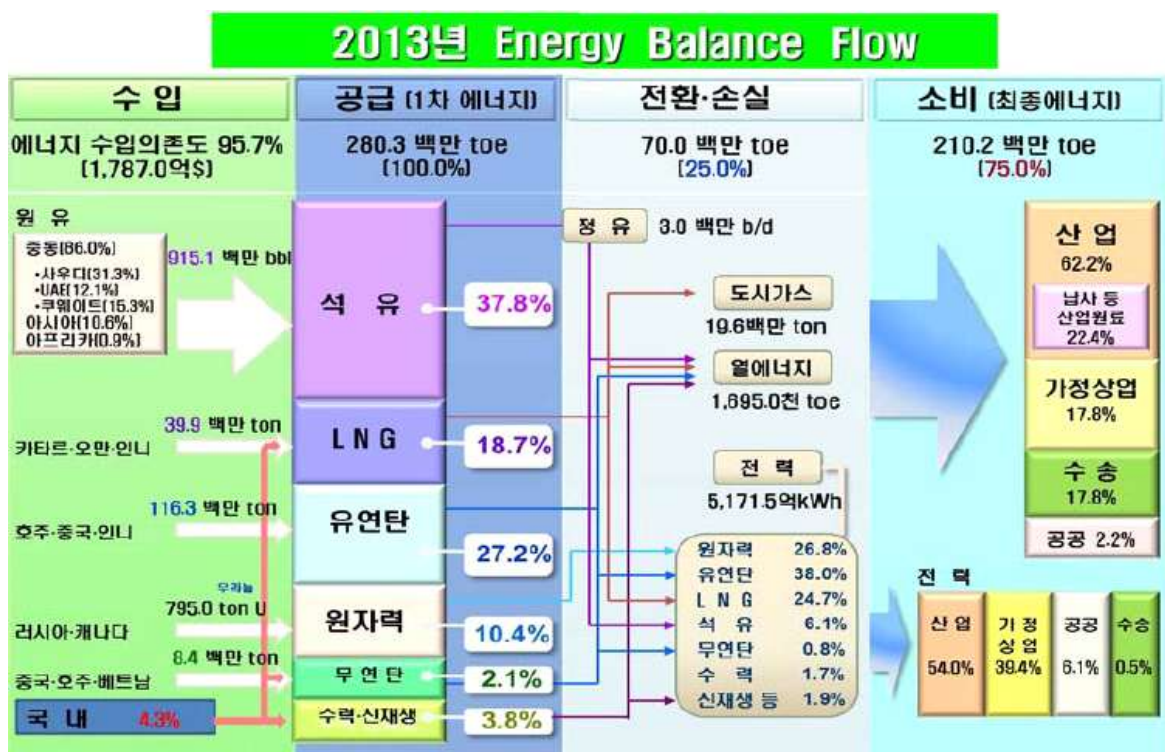 2013년 Energy Balance Flow
수 입
에너지 수입의존도 95.7%
(1,787.0억$)
원 유
중동(86.0%)
•사우디(31.3%)
•UAE(12.1%)
•쿠웨이트(15.3%)
아시아(10.6%)
아프리카(0.9%)
915.1 백만 bbl
39.9 백만 ton
카타르·오만·인니
116.3 백만 ton
호주·중국·인니
우라늄
795.0 ton U
러시아·캐나다
8.4 백만 ton
중국·호주·베트남
국 내 4.3%
공급 (1차 에너지)
280.3 백만 toe
(100.0%)
석 유 37.8%
L N G 18.7%
유연탄 27.2%
원자력 10.4%
무 연 탄 2.1%
수력·신재생 3.8%
전환·손실
70.0 백만 toe
(25.0%)
정 유 3.0 백만 b/d
도시가스
19.6백만 ton
열에너지
1,695.0천 toe
전 력
5,171.5억kWh
원자력 26.8%
유연탄 38.0%
L N G 24.7%
석 유 6.1%
무연탄 0.8%
수 력 1.7%
신재생 등 1.9%
소비 (최종에너지)
210.2 백만 toe
(75.0%)
산 업
62.2%
납사 등
산업원료
22.4%
가정상업
17.8%
수 송
17.8%
공공 2.2%
전 력
산 업
54.0%
가 정
상 업
39.4%
공공
6.1%
수송
0.5%